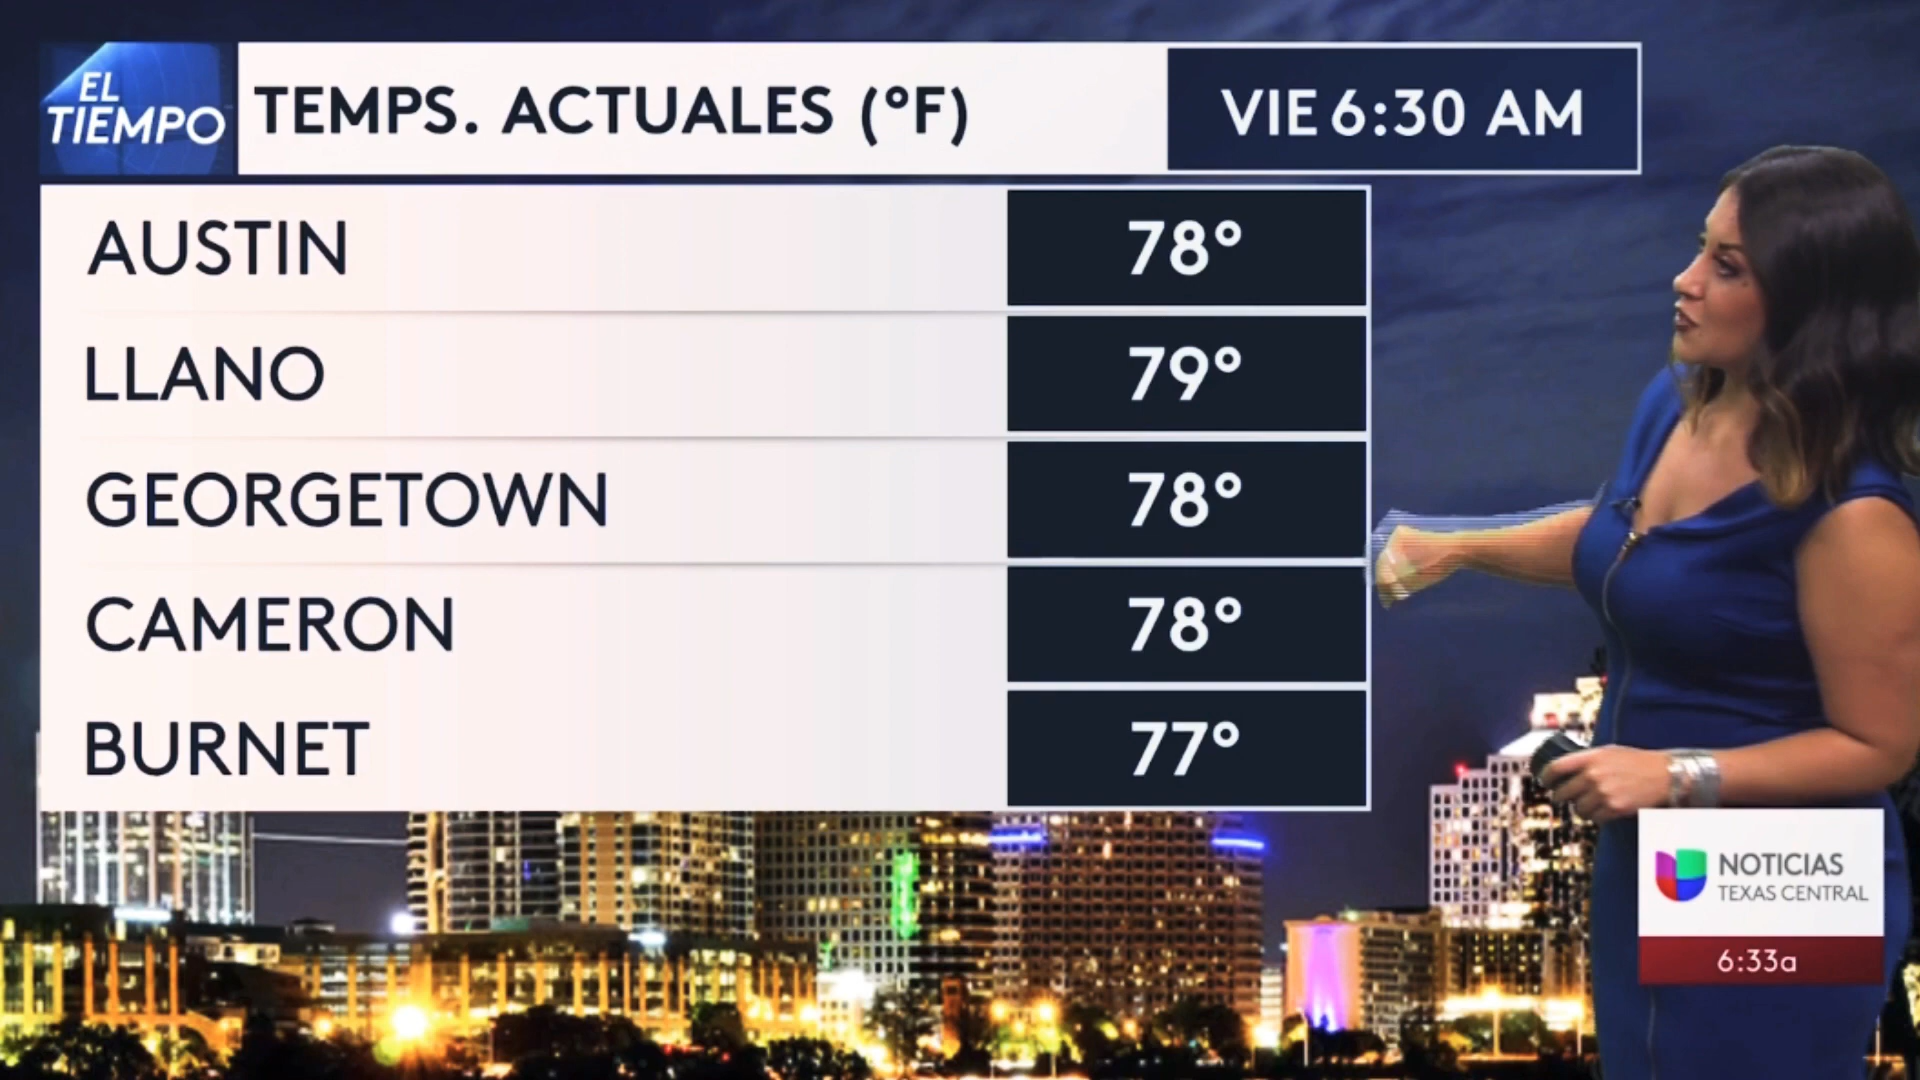 EL
TIEMPO
TEMPS. ACTUALES (°F)
VIE 6:30 AM
AUSTIN 78°
LLANO 79°
GEORGETOWN 78°
CAMERON 78°
BURNET 77°
NOTICIAS
TEXAS CENTRAL
6:33a